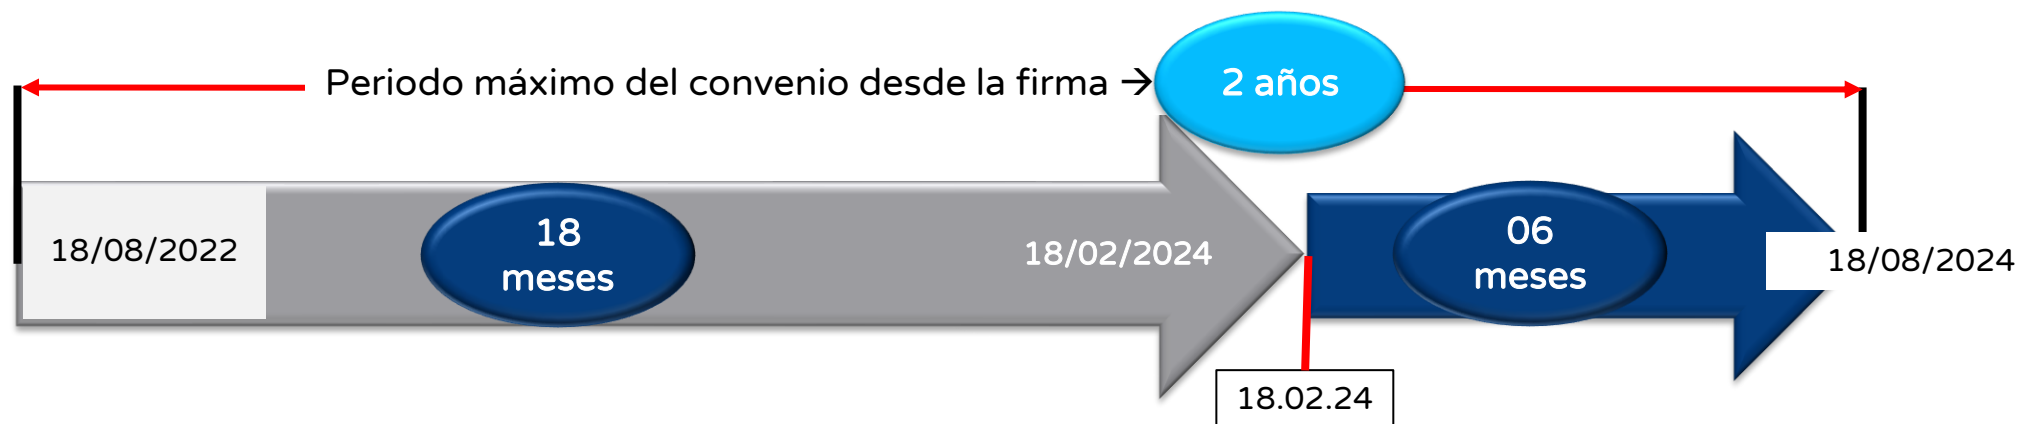 Periodo máximo del convenio desde la firma →
2 años
18/08/2022
18
meses
18/02/2024
06
meses
18/08/2024
18.02.24